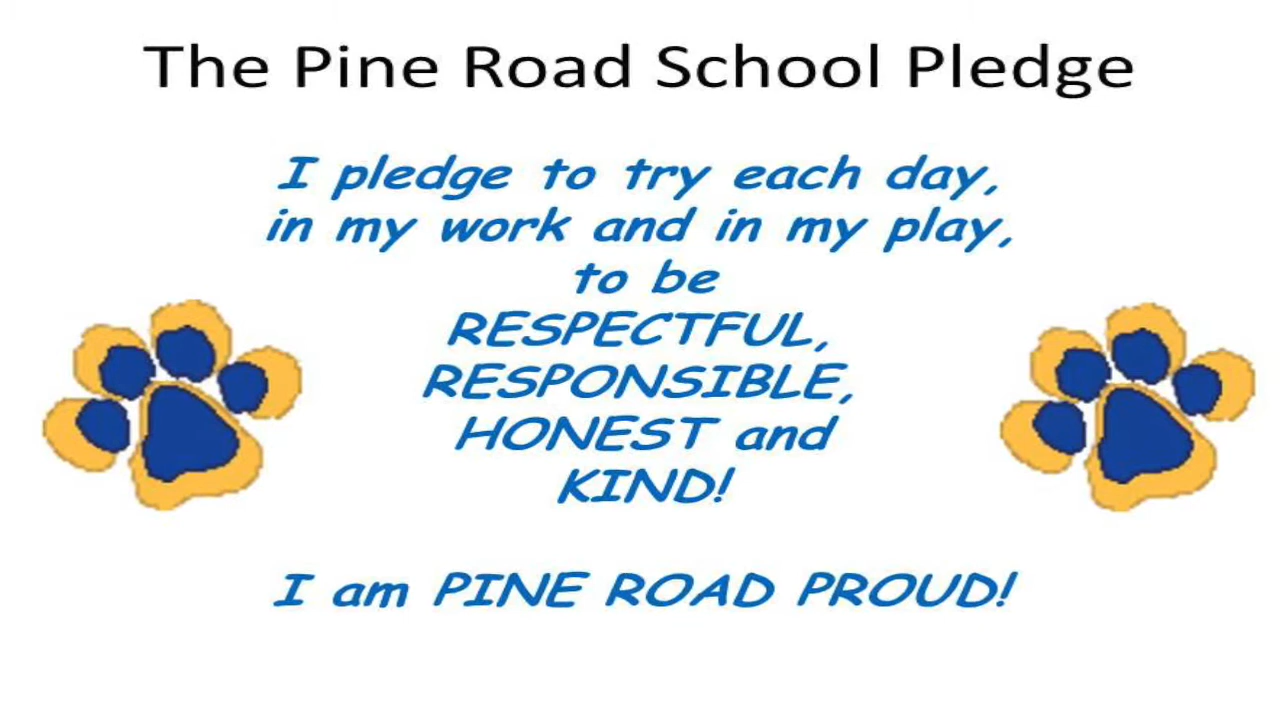 The Pine Road School Pledge
I pledge to try each day,
in my work and in my play,
to be
RESPECTFUL,
RESPONSIBLE,
HONEST and
KIND!
I am PINE ROAD PROUD!